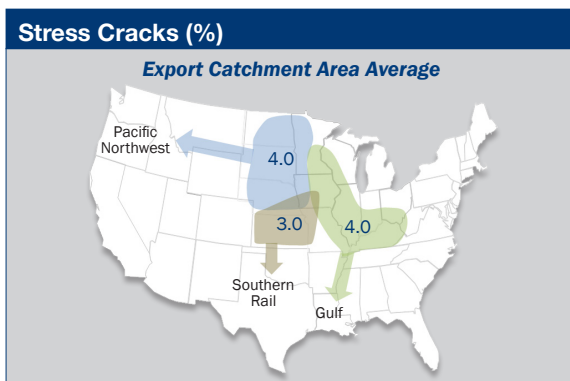 Stress Cracks (%)
Export Catchment Area Average
Pacific
Northwest
4.0
3.0
4.0
Southern
Rail
Gulf